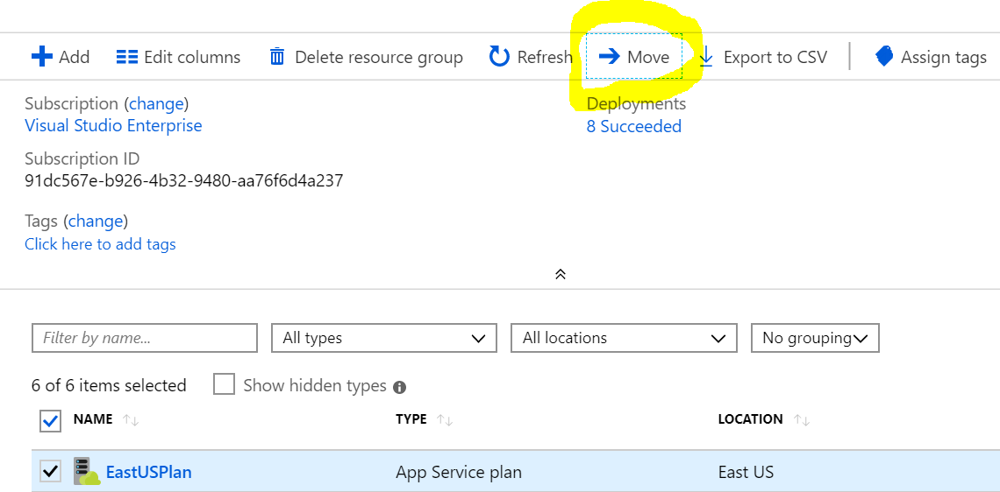 Add Edit columns Delete resource group Refresh Move Export to CSV Assign tags
Subscription (change)
Visual Studio Enterprise
Deployments
8 Succeeded
Subscription ID
91dc567e-b926-4b32-9480-aa76f6d4a237
Tags (change)
Click here to add tags
Filter by name... All types All locations No grouping
6 of 6 items selected Show hidden types
NAME TYPE LOCATION
EastUSPlan App Service plan East US